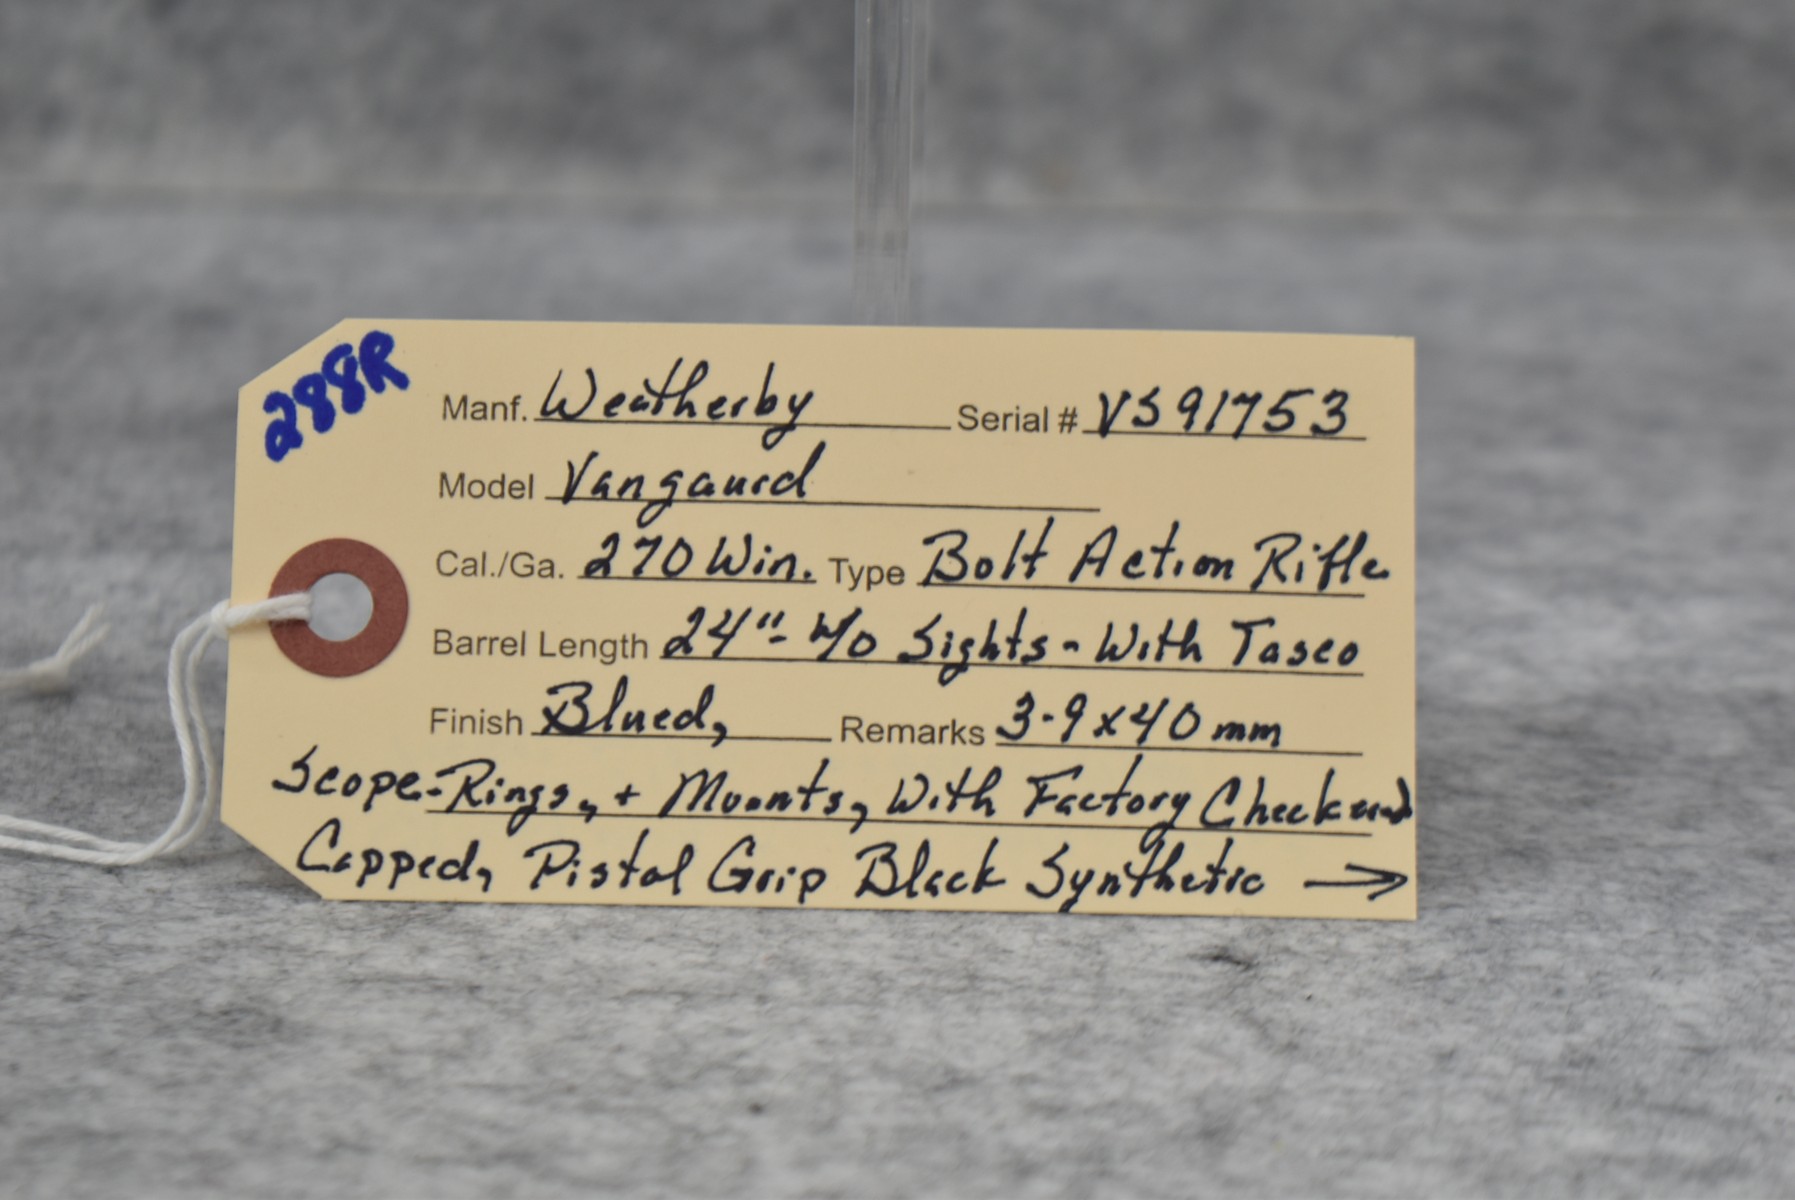 288R
Manf. Weatherby Serial # VS91753
Model Vangaurd
Cal./Ga. 270 Win. Type Bolt Action Rifle
Barrel Length 24"- W/O Sights - With Tasco
Finish Blued, Remarks 3-9x40mm
Scope-Rings, + Mounts, With Factory Checkered
Capped, Pistol Grip Black Synthetic →